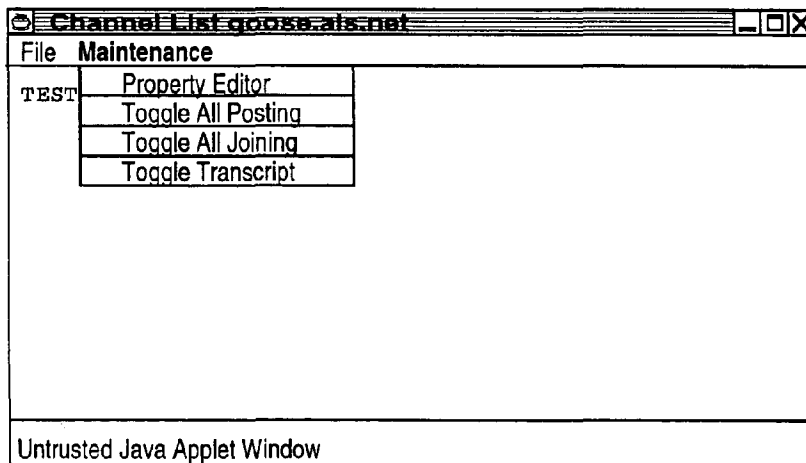 Channel List goose.als.net
File Maintenance
TEST
Property Editor
Toggle All Posting
Toggle All Joining
Toggle Transcript
Untrusted Java Applet Window